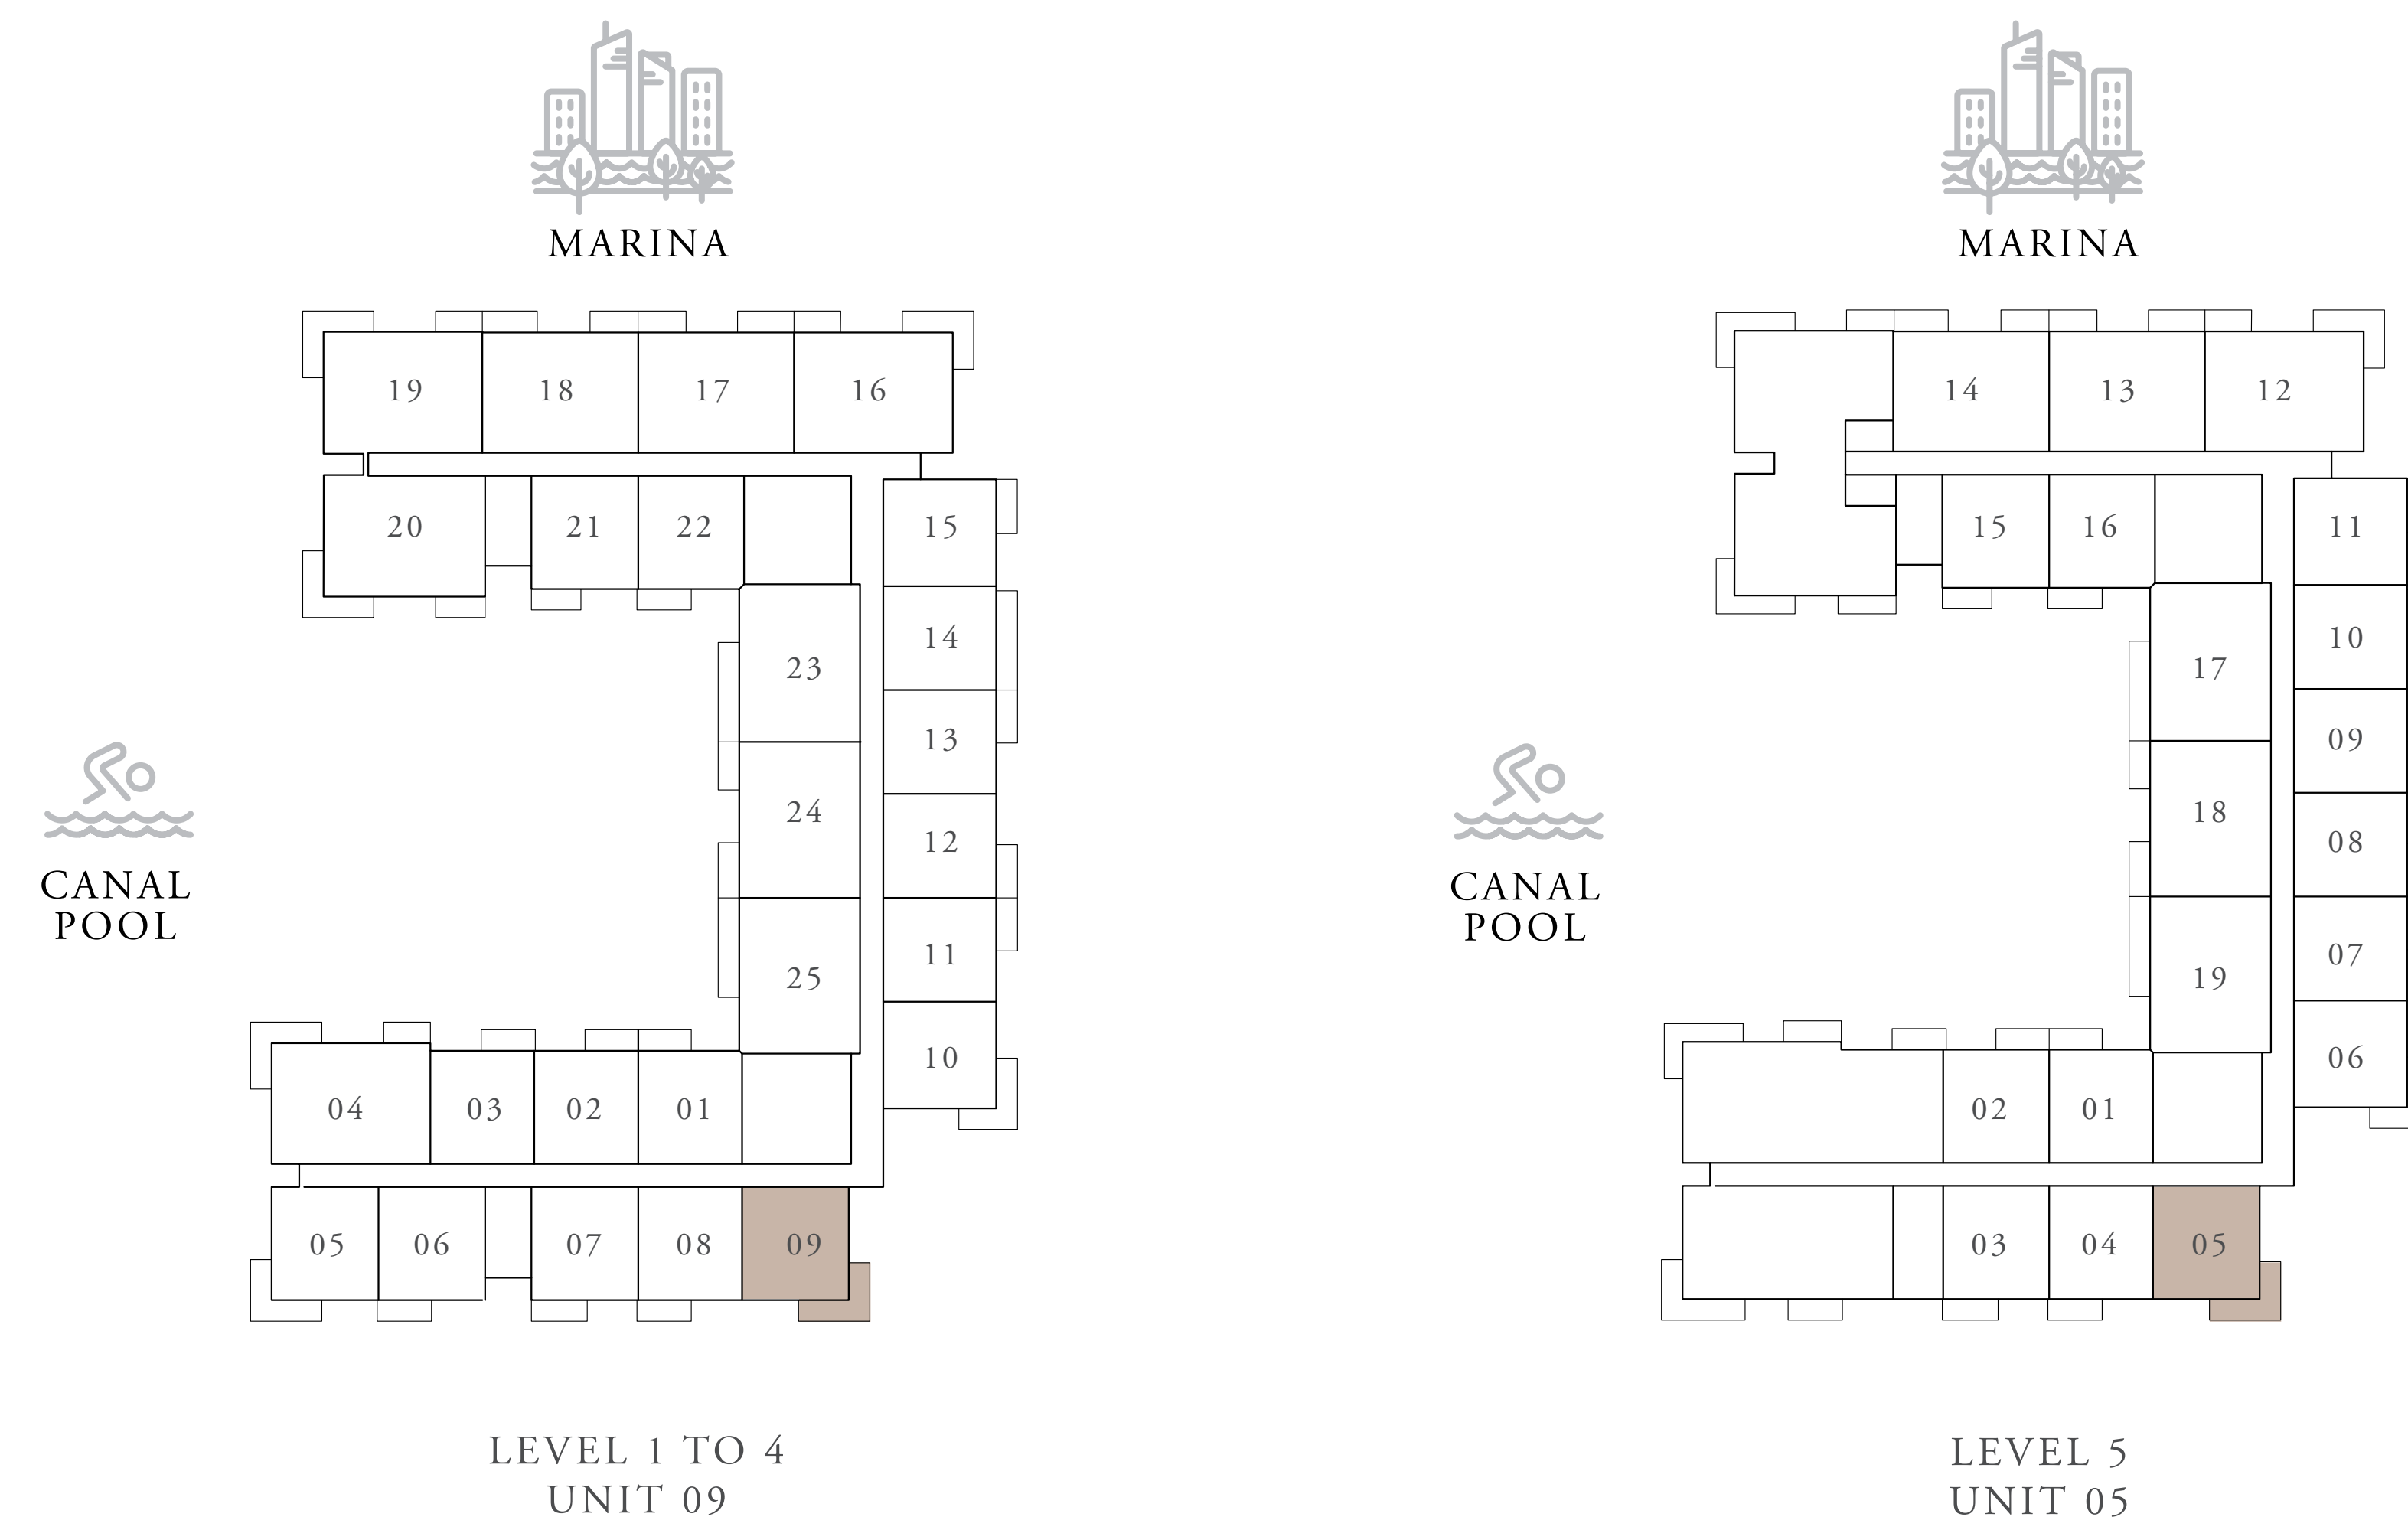 MARINA
19 18 17 16
20 21 22 15
14
23
13
24
12
CANAL
POOL
11
25
10
04 03 02 01
05 06 07 08 09
LEVEL 1 TO 4
UNIT 09
MARINA
14 13 12
15 16 11
10
17
09
18
08
CANAL
POOL
07
19
06
02 01
03 04 05
LEVEL 5
UNIT 05